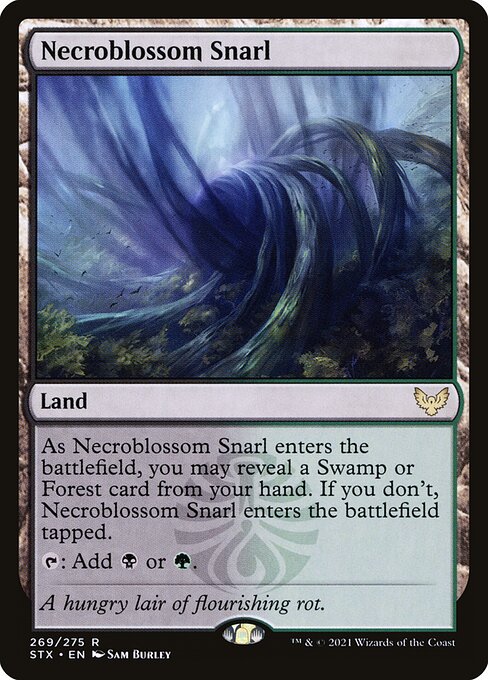 Necroblossom Snarl
Land
As Necroblossom Snarl enters the
battlefield, you may reveal a Swamp or
Forest card from your hand. If you don't,
Necroblossom Snarl enters the battlefield
tapped.
: Add or .
A hungry lair of flourishing rot.
269/275 R
STX • EN SAM BURLEY
™ & © 2021 Wizards of the Coast